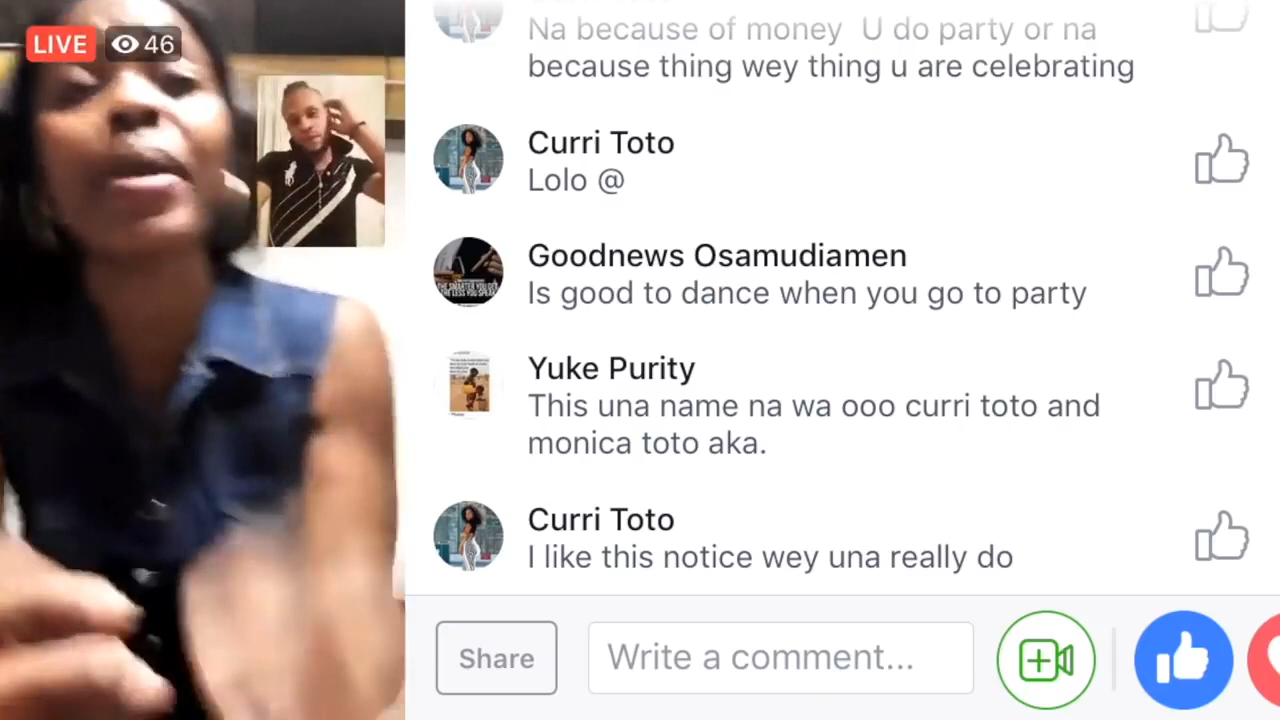 LIVE 46
Na because of money U do party or na
because thing wey thing u are celebrating
Curri Toto
Lolo @
Goodnews Osamudiamen
Is good to dance when you go to party
Yuke Purity
This una name na wa ooo curri toto and
monica toto aka.
Curri Toto
I like this notice wey una really do
Share
Write a comment...